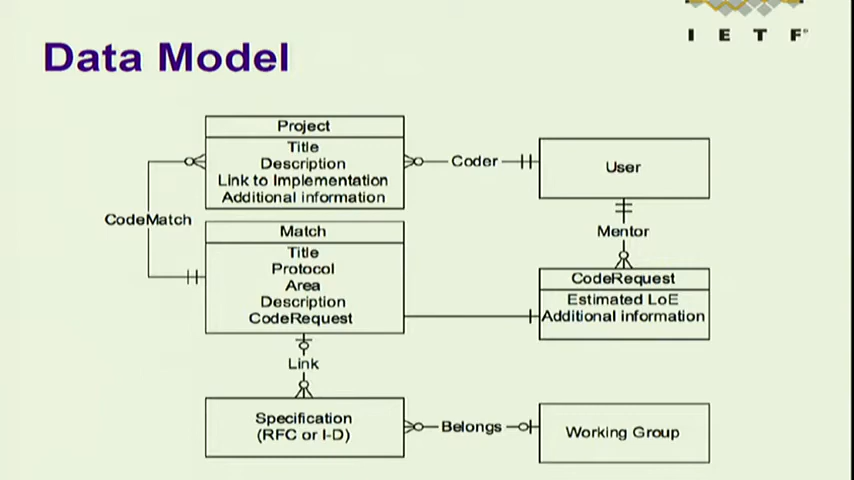 IETF®
Data Model
Project
Title
Description
Link to Implementation
Additional information
Coder
User
CodeMatch
Mentor
Match
Title
Protocol
Area
Description
CodeRequest
CodeRequest
Estimated LoE
Additional information
Link
Specification
(RFC or I-D)
Belongs
Working Group